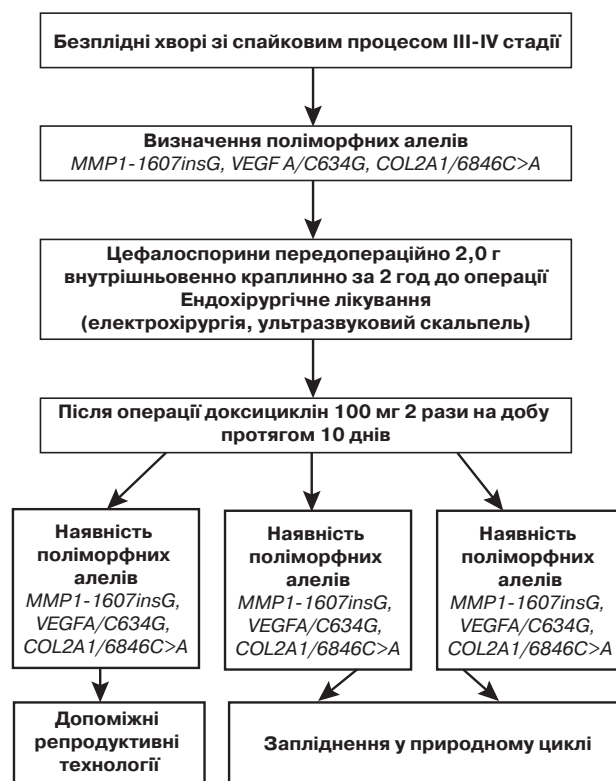 Безплідні хворі зі спайковим процесом III-IV стадії
Визначення поліморфних алелів
MMP1-1607insG, VEGF A/C634G, COL2A1/6846C>A
Цефалоспорини передопераційно 2,0 г
внутрішньовенно краплинно за 2 год до операції
Ендохірургічне лікування
(електрохірургія, ультразвуковий скальпель)
Після операції доксициклін 100 мг 2 рази на добу
протягом 10 днів
Наявність
поліморфних
алелів
MMP1-1607insG,
VEGFA/C634G,
COL2A1/6846C>A
Наявність
поліморфних
алелів
MMP1-1607insG,
VEGFA/C634G,
COL2A1/6846C>A
Наявність
поліморфних
алелів
MMP1-1607insG,
VEGFA/C634G,
COL2A1/6846C>A
Допоміжні
репродуктивні
технології
Запліднення у природному циклі